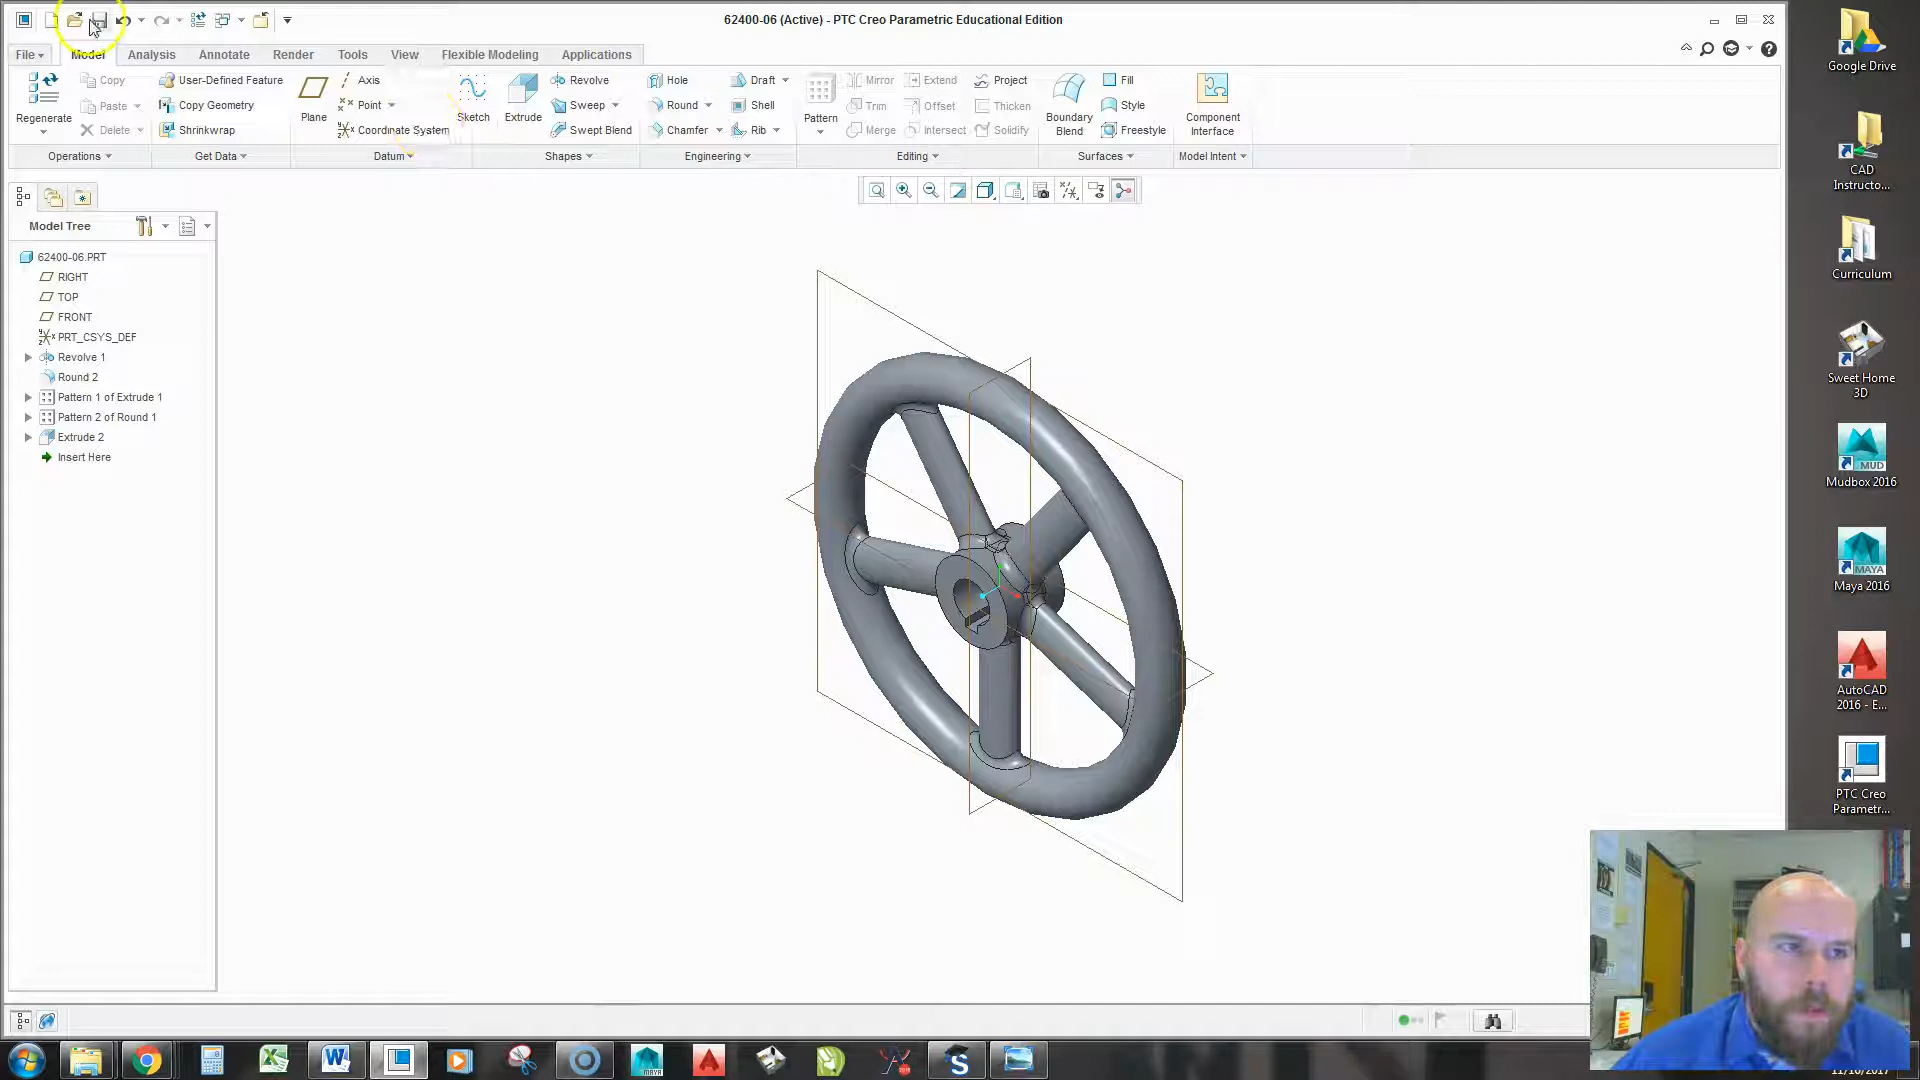 62400-06 (Active) - PTC Creo Parametric Educational Edition
File Model Analysis Annotate Render Tools View Flexible Modeling Applications
Regenerate
Copy
Paste
Delete
User-Defined Feature
Copy Geometry
Shrinkwrap
Plane
Axis
Point
Coordinate System
Sketch
Extrude
Revolve
Sweep
Swept Blend
Hole
Round
Chamfer
Draft
Shell
Rib
Pattern
Mirror
Trim
Merge
Extend
Offset
Intersect
Project
Thicken
Solidify
Boundary
Blend
Fill
Style
Freestyle
Component
Interface
Operations Get Data Datum Shapes Engineering Editing Surfaces Model Intent
Model Tree
62400-06.PRT
RIGHT
TOP
FRONT
PRT_CSYS_DEF
Revolve 1
Round 2
Pattern 1 of Extrude 1
Pattern 2 of Round 1
Extrude 2
Insert Here
Google Drive
CAD
Instructo...
Curriculum
Sweet Home
3D
MUD
Mudbox 2016
MAYA
Maya 2016
AutoCAD
2016 - E...
PTC Creo
Parametr...
MAYA